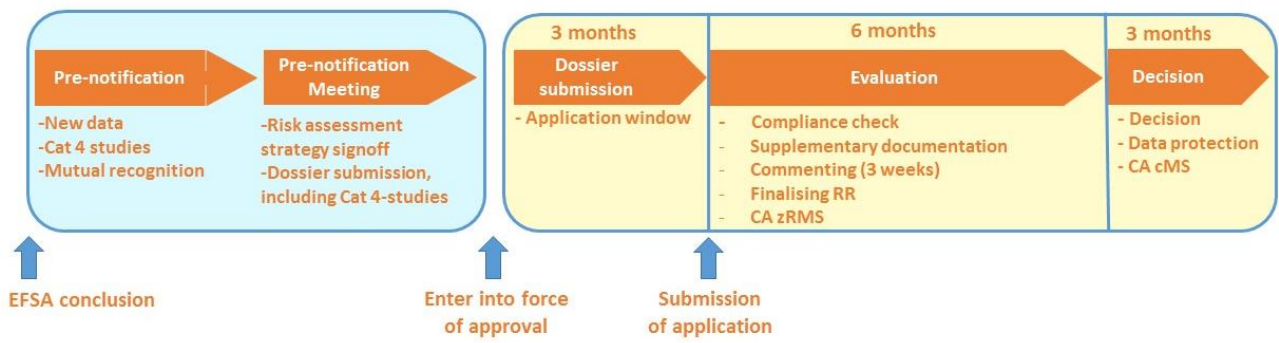 Pre-notification
-New data
-Cat 4 studies
-Mutual recognition
Pre-notification
Meeting
-Risk assessment
strategy signoff
-Dossier submission,
including Cat 4-studies
3 months
Dossier
submission
- Application window
6 months
Evaluation
- Compliance check
- Supplementary documentation
- Commenting (3 weeks)
- Finalising RR
- CA zRMS
3 months
Decision
- Decision
- Data protection
- CA cMS
EFSA conclusion
Enter into force
of approval
Submission
of application